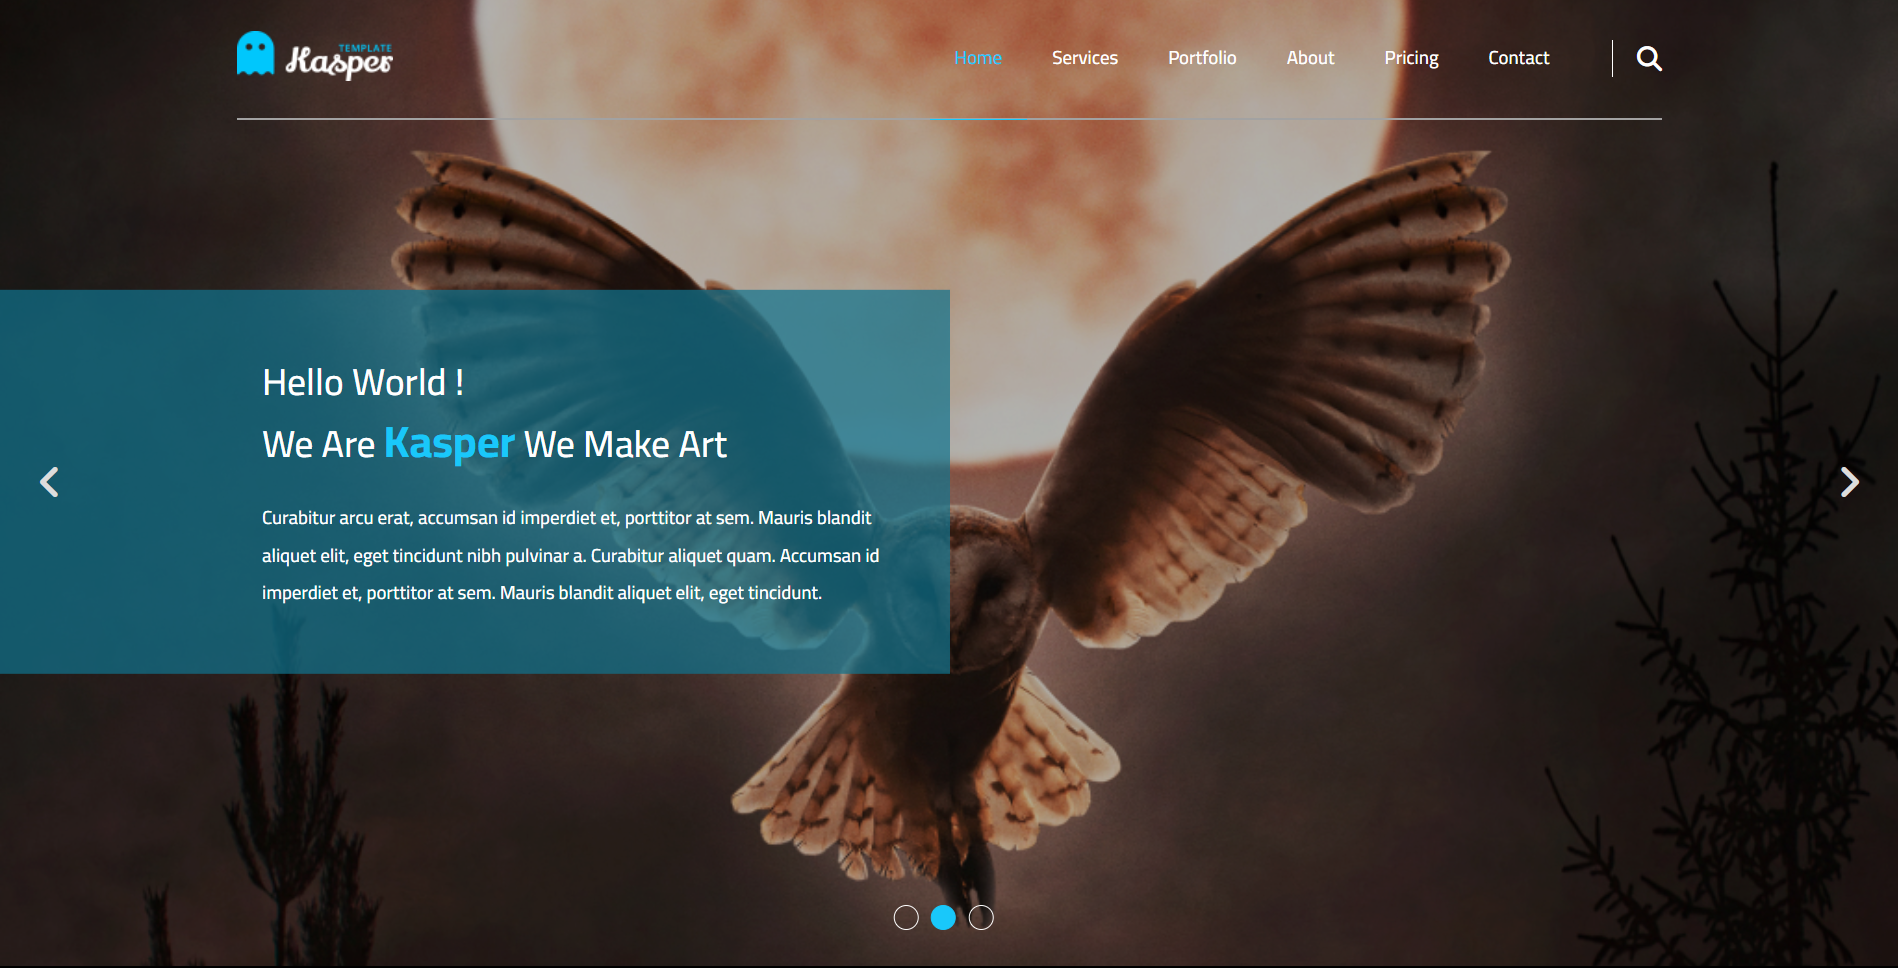 TEMPLATE
Kasper
Home Services Portfolio About Pricing Contact
Hello World !
We Are Kasper We Make Art
Curabitur arcu erat, accumsan id imperdiet et, porttitor at sem. Mauris blandit
aliquet elit, eget tincidunt nibh pulvinar a. Curabitur aliquet quam. Accumsan id
imperdiet et, porttitor at sem. Mauris blandit aliquet elit, eget tincidunt.